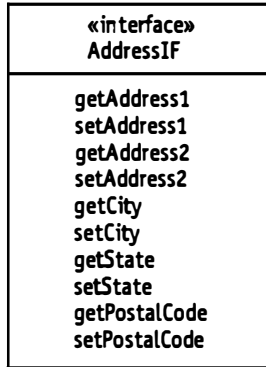 «interface»
AddressIF
getAddress1
setAddress1
getAddress2
setAddress2
getCity
setCity
getState
setState
getPostalCode
setPostalCode